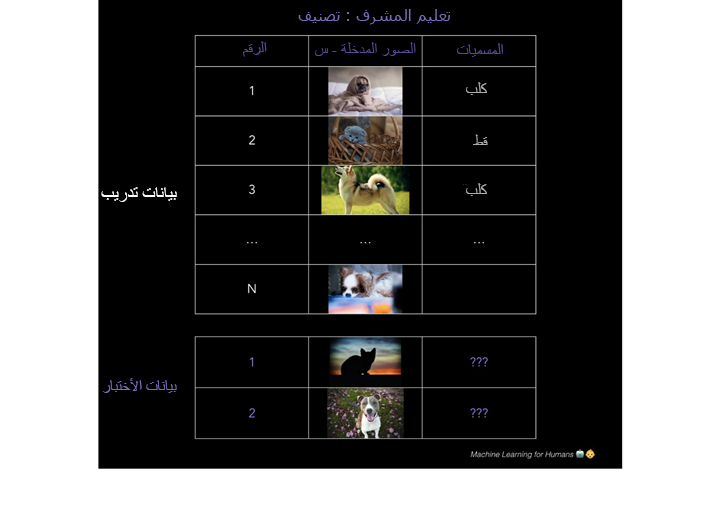 تعليم المشرف : تصنيف
الرقم الصور المدخلة - س المسميات
1 كلب
2 قط
3 كلب
... ... ...
N
بيانات تدريب
1 ???
2 ???
بيانات الأختبار
Machine Learning for Humans 🤖👶